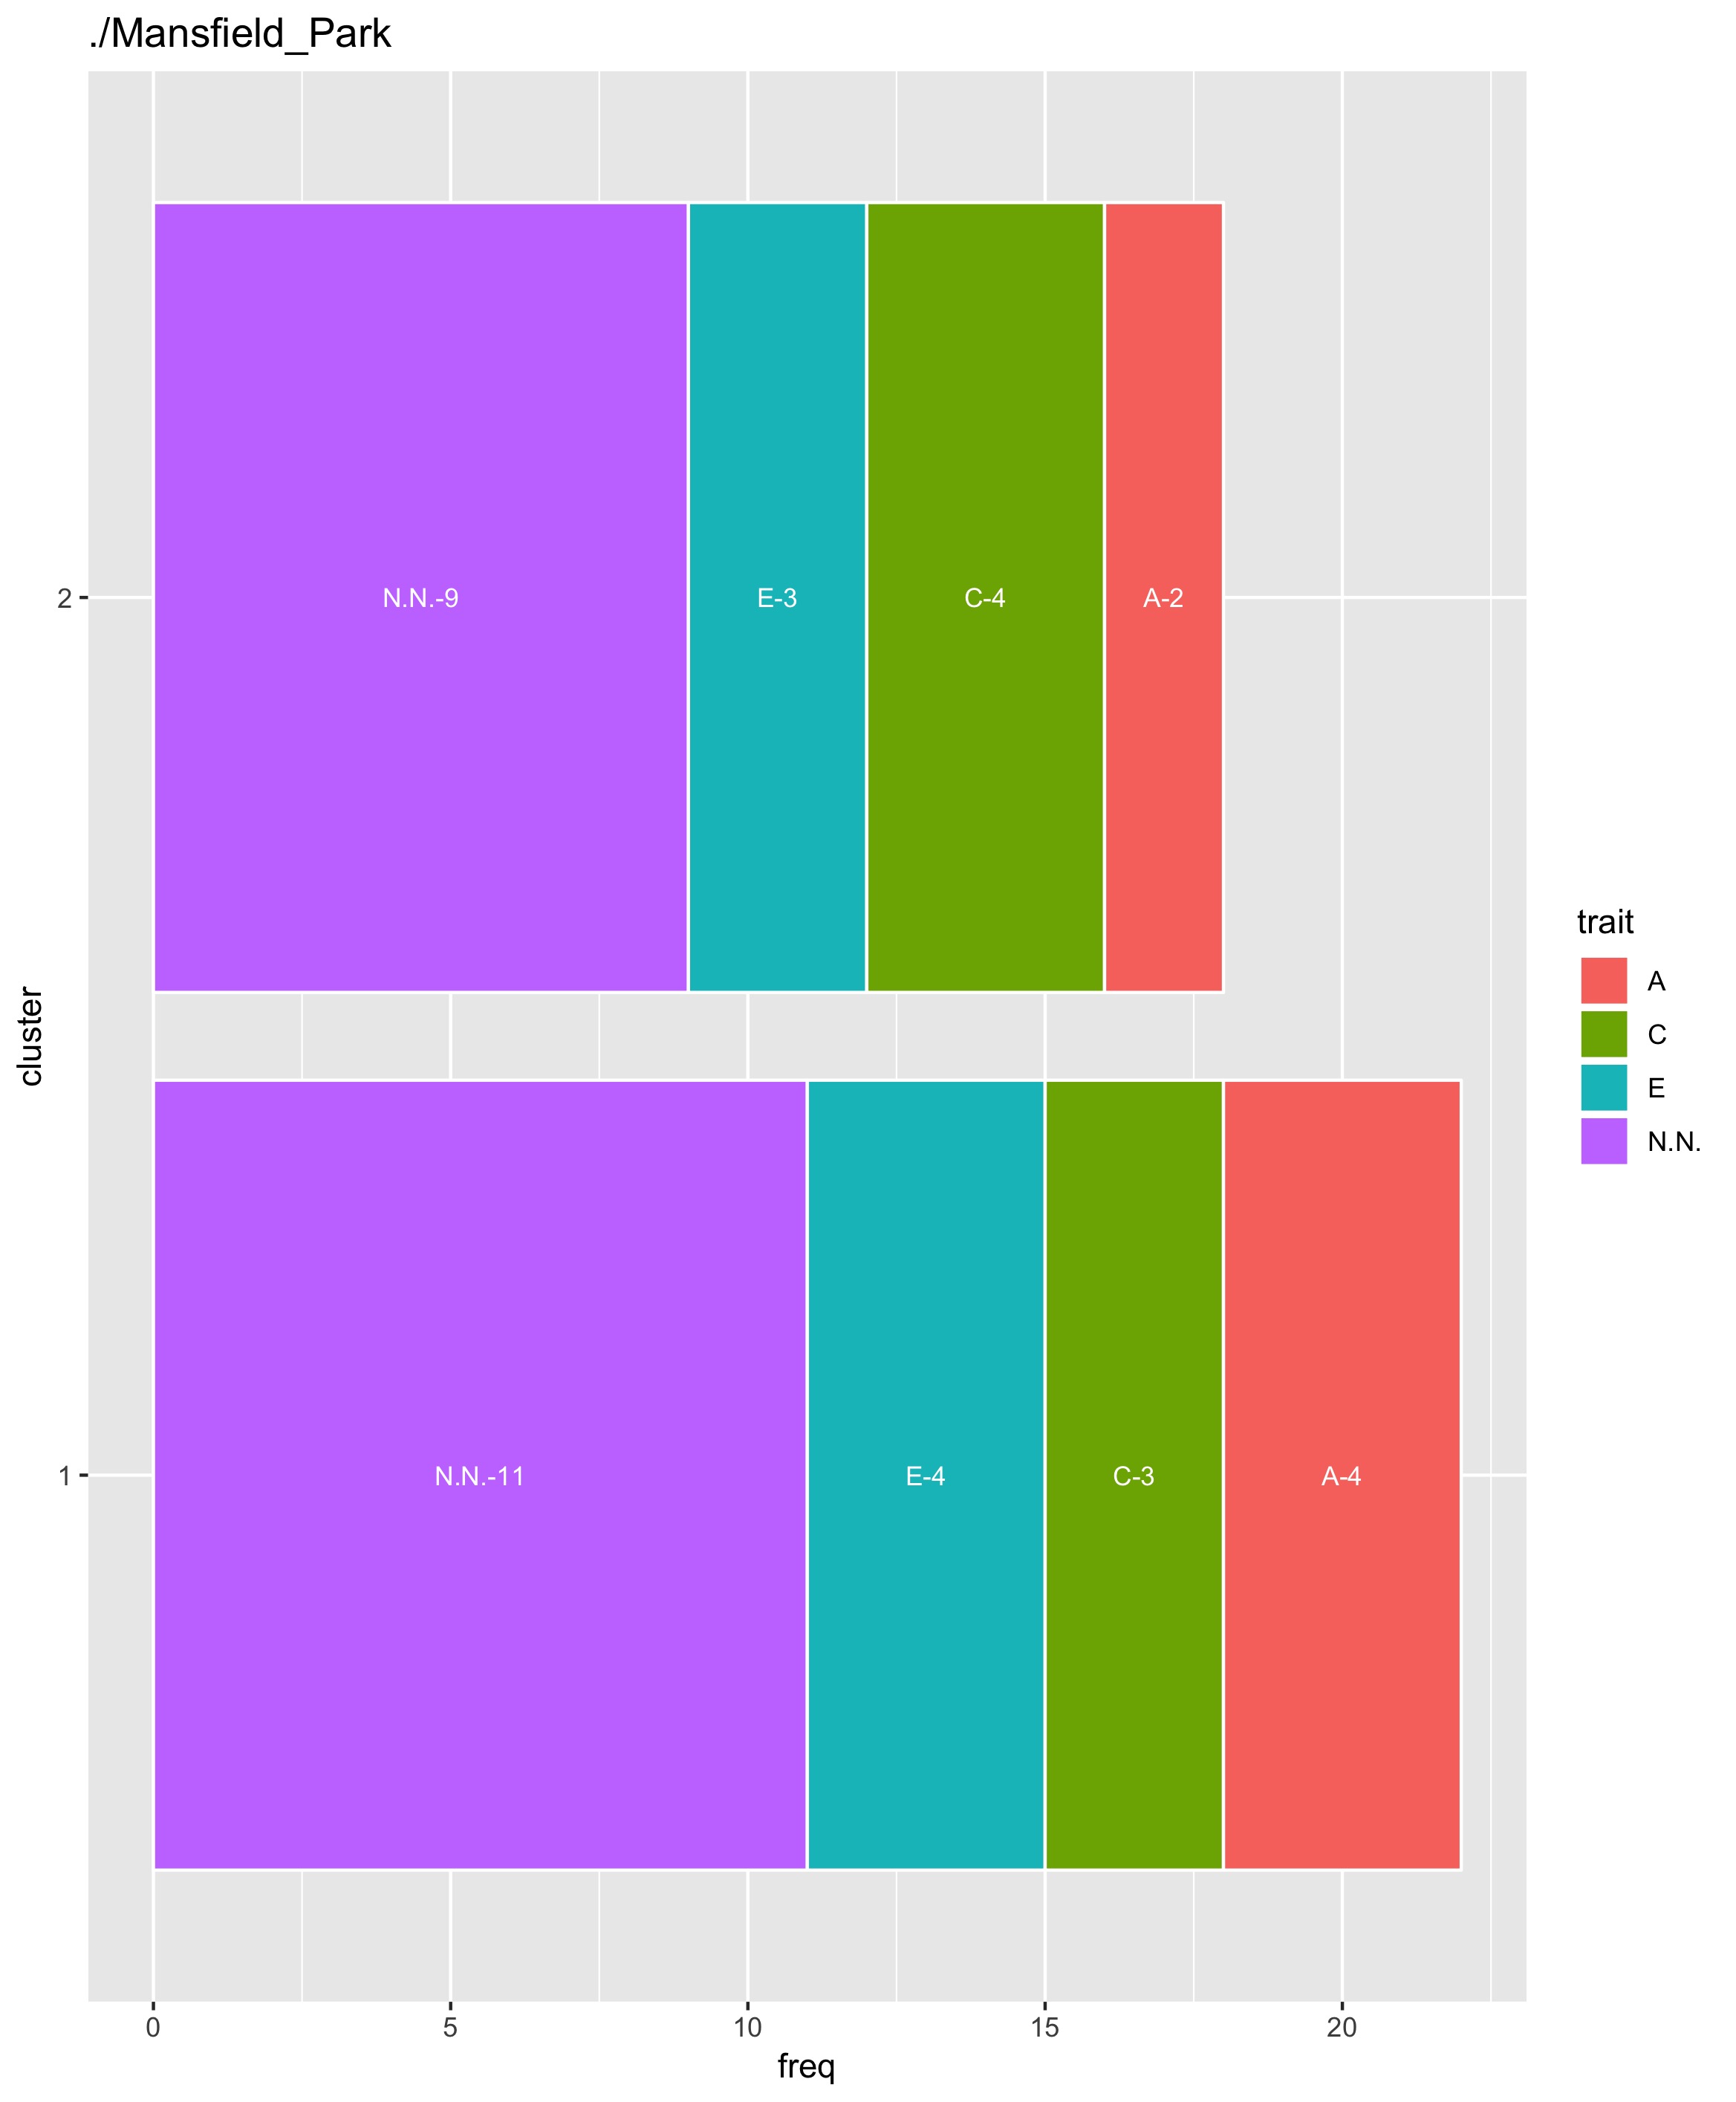 ./Mansfield_Park
cluster
2
N.N.-9
E-3
C-4
A-2
1
N.N.-11
E-4
C-3
A-4
0
5
10
15
20
freq
trait
A
C
E
N.N.